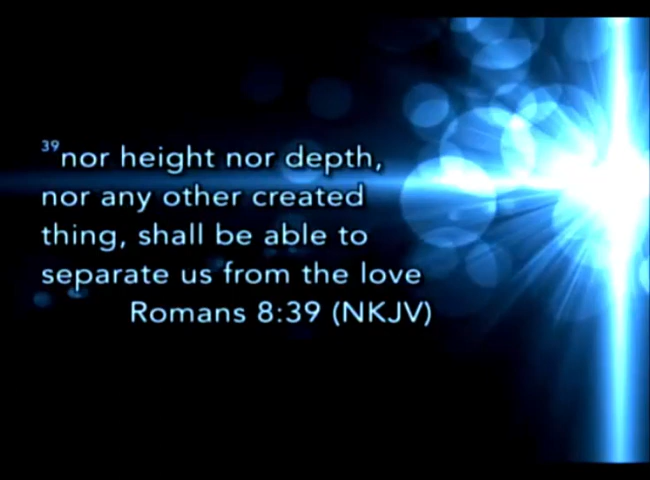 ³⁹nor height nor depth,
nor any other created
thing, shall be able to
separate us from the love
Romans 8:39 (NKJV)